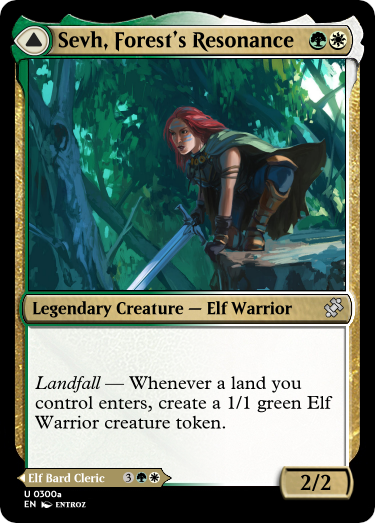 Sevh, Forest's Resonance
Legendary Creature — Elf Warrior
Landfall — Whenever a land you
control enters, create a 1/1 green Elf
Warrior creature token.
Elf Bard Cleric 3
2/2
U 0300a
EN ENTROZ